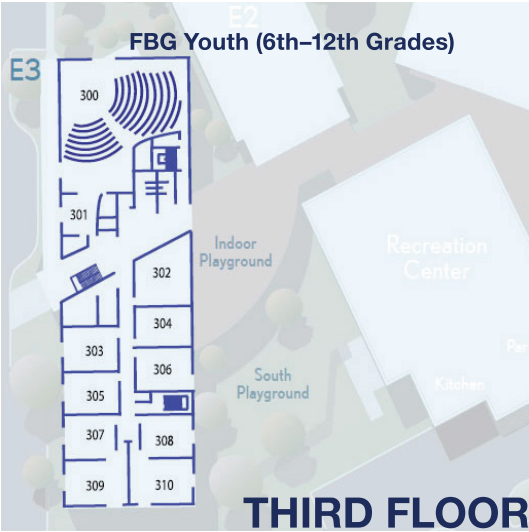 E2
FBG Youth (6th–12th Grades)
E3
300
301
Indoor
Playground
Recreation
Center
302
304
303
306
South
Playground
Kitchen
305
307
308
309
310
THIRD FLOOR